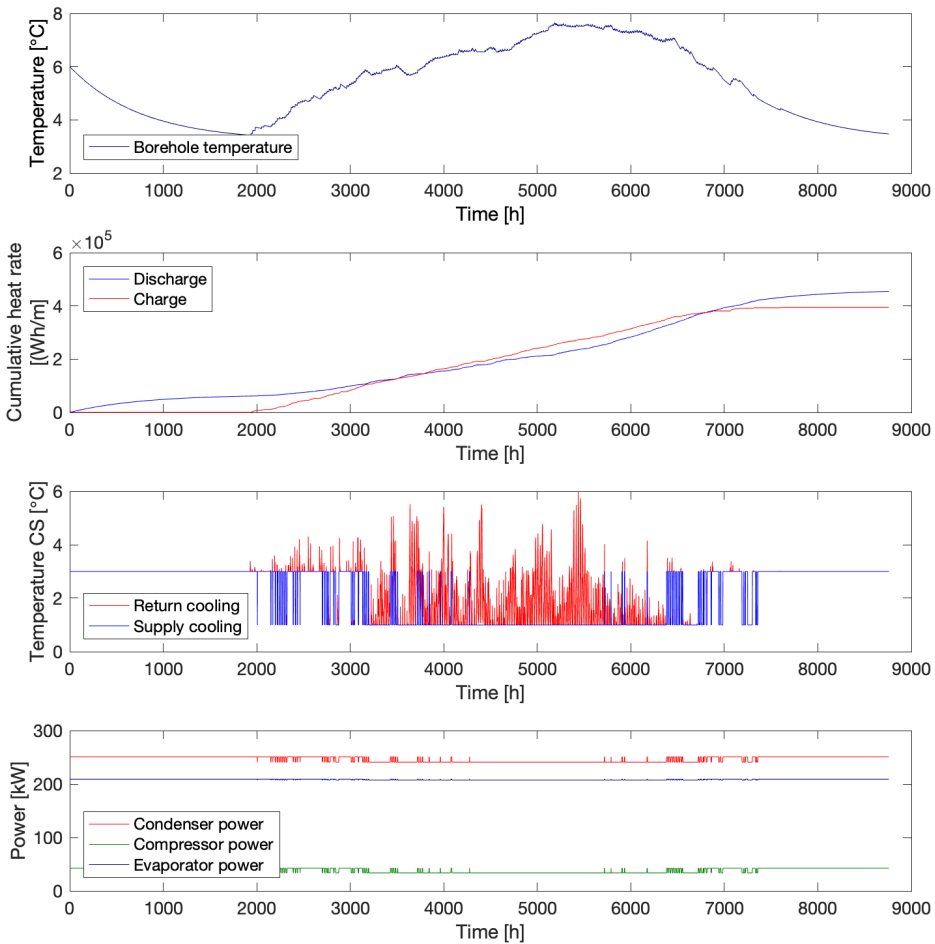 8
6
4
2
Temperature [°C]
Borehole temperature
0 1000 2000 3000 4000 5000 6000 7000 8000 9000
Time [h]
×10^5
6
4
2
0
Cumulative heat rate
[(Wh/m]
Discharge
Charge
0 1000 2000 3000 4000 5000 6000 7000 8000 9000
Time [h]
6
4
2
0
Temperature CS [°C]
Return cooling
Supply cooling
0 1000 2000 3000 4000 5000 6000 7000 8000 9000
Time [h]
300
200
100
0
Power [kW]
Condenser power
Compressor power
Evaporator power
0 1000 2000 3000 4000 5000 6000 7000 8000 9000
Time [h]